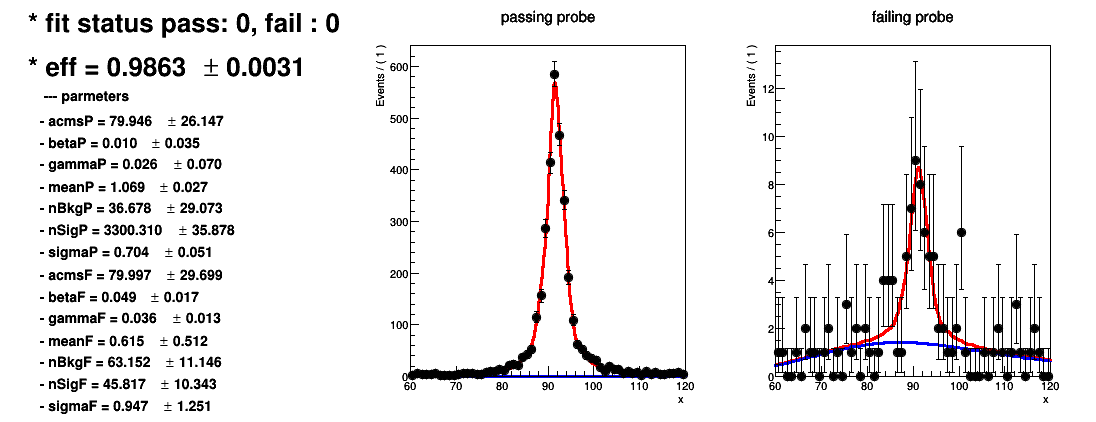 * fit status pass: 0, fail : 0
* eff = 0.9863 ± 0.0031
--- parmeters
- acmsP = 79.946 ± 26.147
- betaP = 0.010 ± 0.035
- gammaP = 0.026 ± 0.070
- meanP = 1.069 ± 0.027
- nBkgP = 36.678 ± 29.073
- nSigP = 3300.310 ± 35.878
- sigmaP = 0.704 ± 0.051
- acmsF = 79.997 ± 29.699
- betaF = 0.049 ± 0.017
- gammaF = 0.036 ± 0.013
- meanF = 0.615 ± 0.512
- nBkgF = 63.152 ± 11.146
- nSigF = 45.817 ± 10.343
- sigmaF = 0.947 ± 1.251
passing probe
Events / ( 1 )
600
500
400
300
200
100
0
60 70 80 90 100 110 120
x
failing probe
Events / ( 1 )
12
10
8
6
4
2
0
60 70 80 90 100 110 120
x